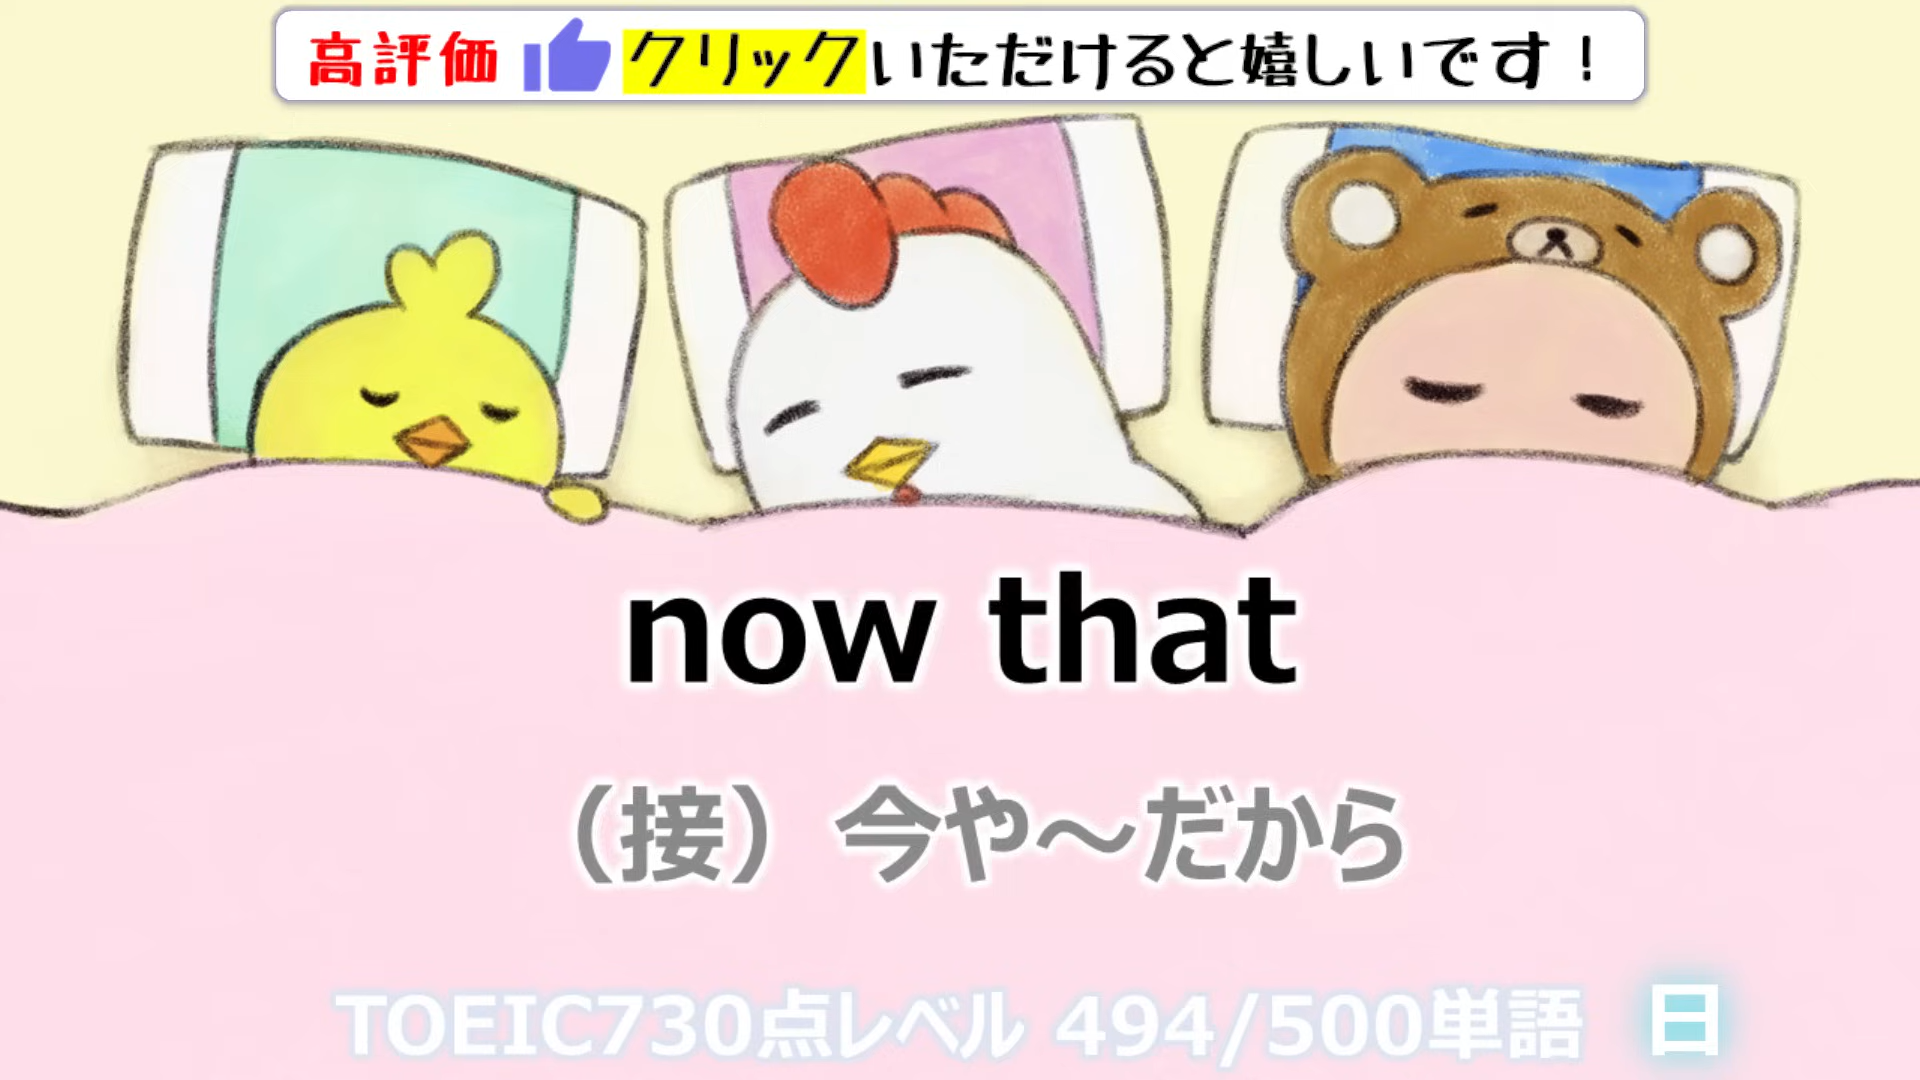 高評価 クリックいただけると嬉しいです！
now that
（接）今や～だから
TOEIC730点レベル 494/500単語 日